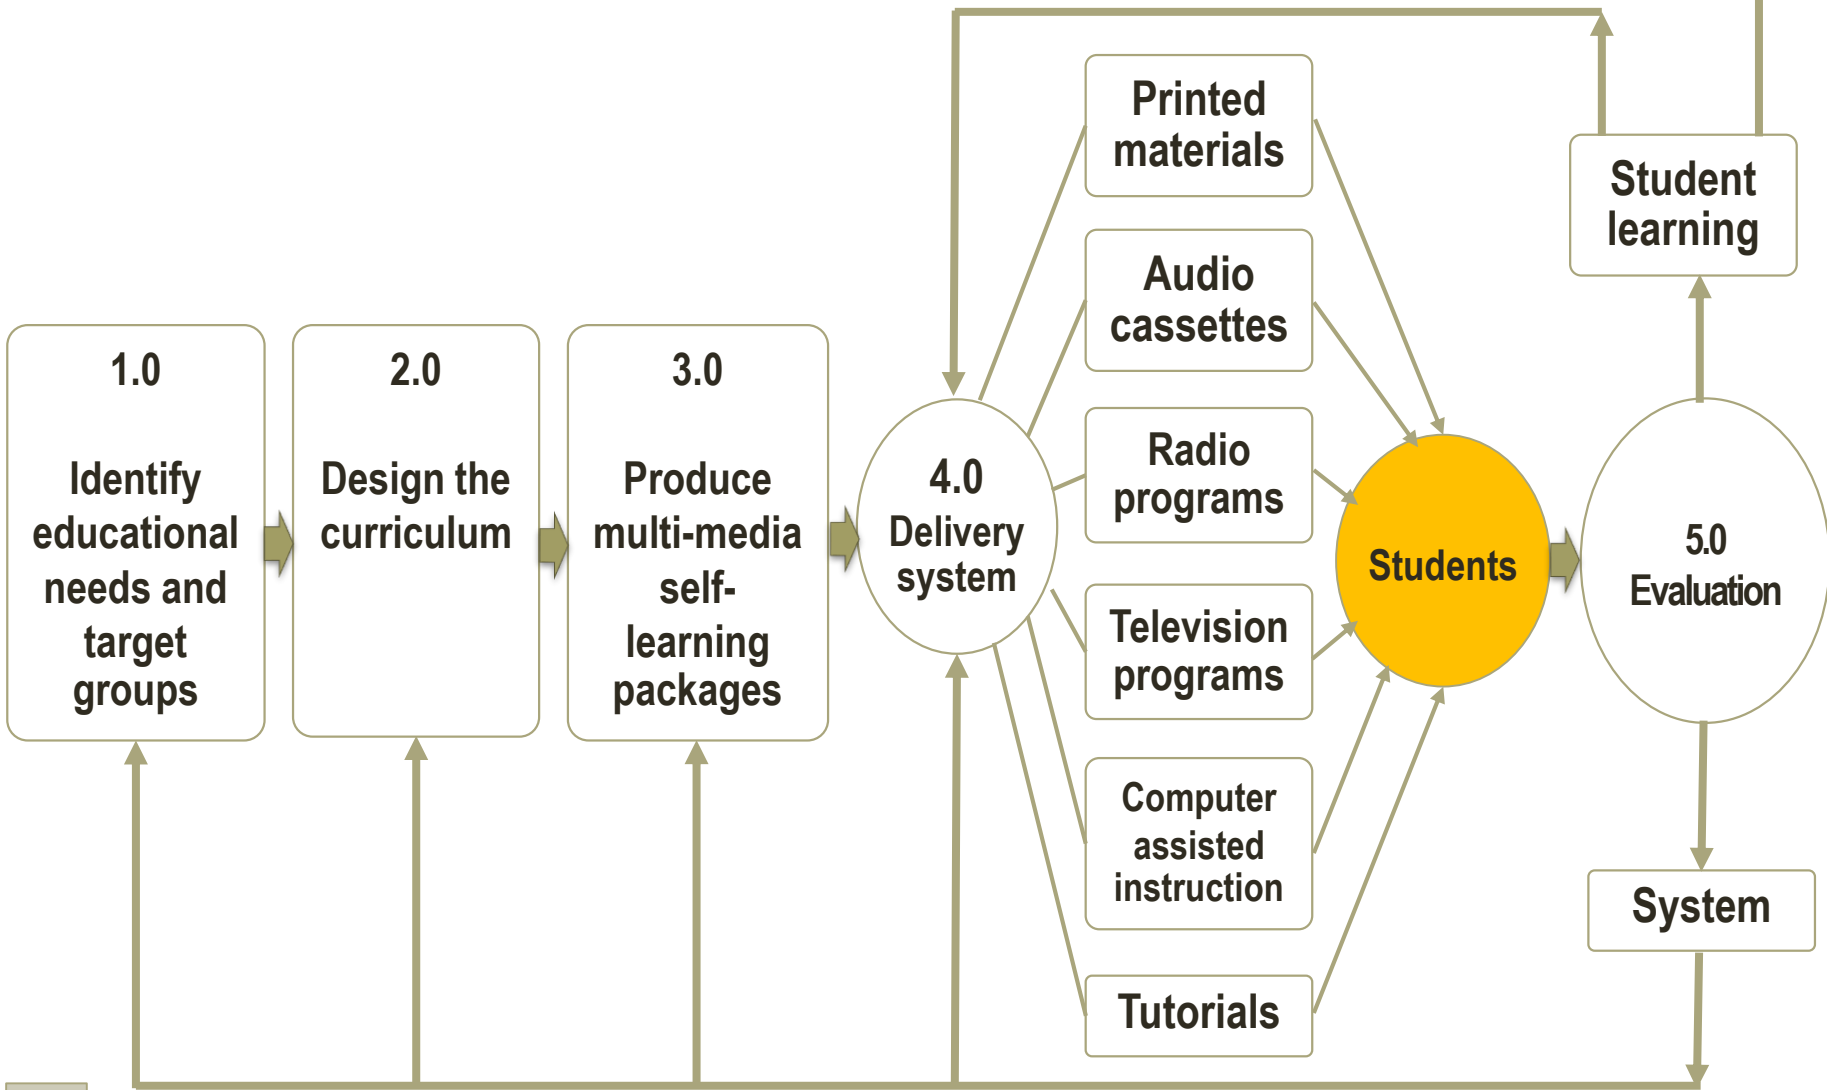 1.0
Identify
educational
needs and
target
groups
2.0
Design the
curriculum
3.0
Produce
multi-media
self-
learning
packages
4.0
Delivery
system
Printed
materials
Audio
cassettes
Radio
programs
Television
programs
Computer
assisted
instruction
Tutorials
Students
5.0
Evaluation
Student
learning
System